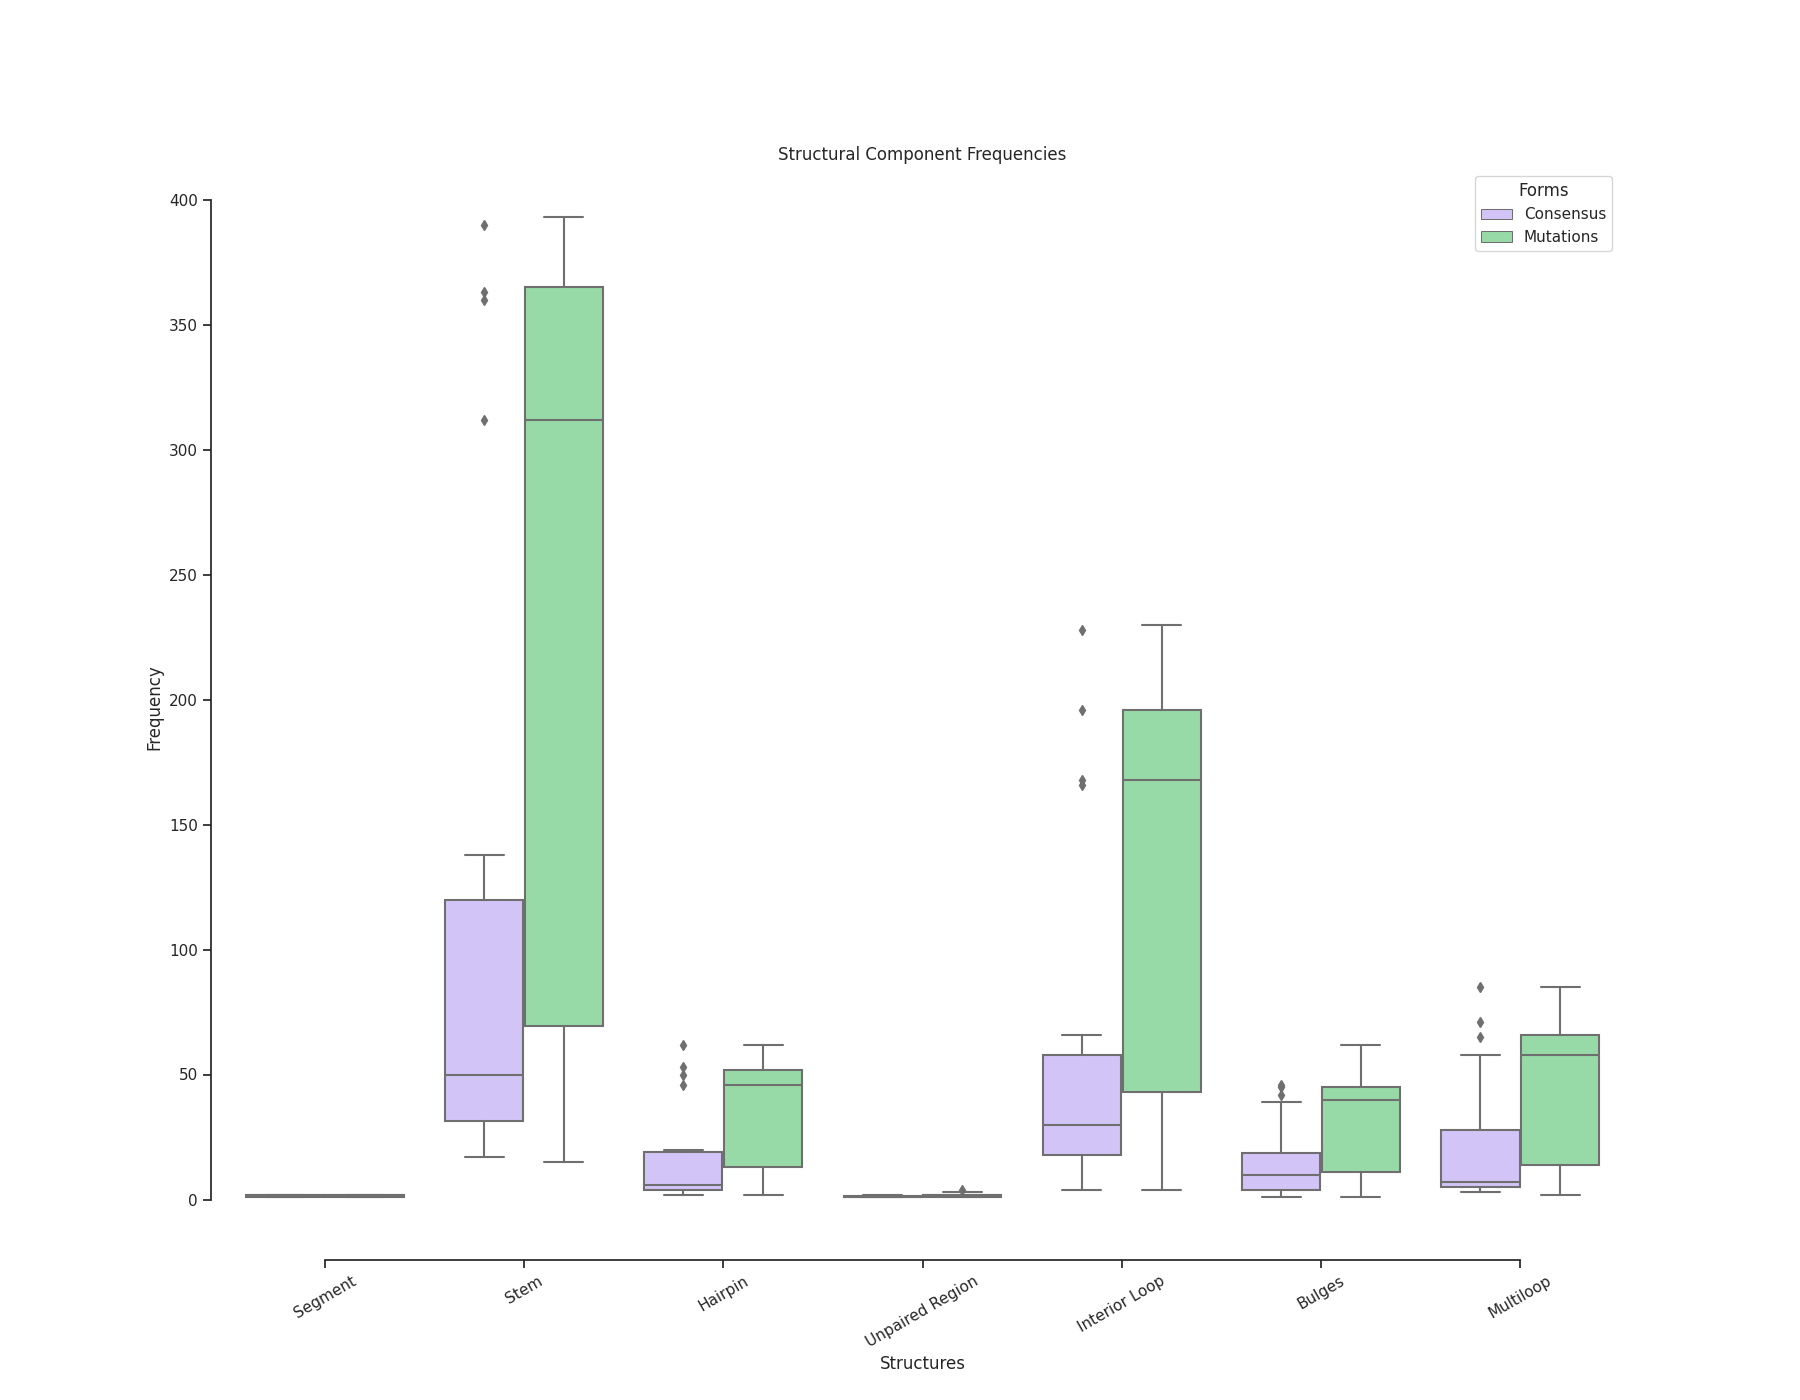 Structural Component Frequencies
Forms
Consensus
Mutations
400
350
300
250
200
150
100
50
0
Frequency
Segment
Stem
Hairpin
Unpaired Region
Interior Loop
Bulges
Multiloop
Structures